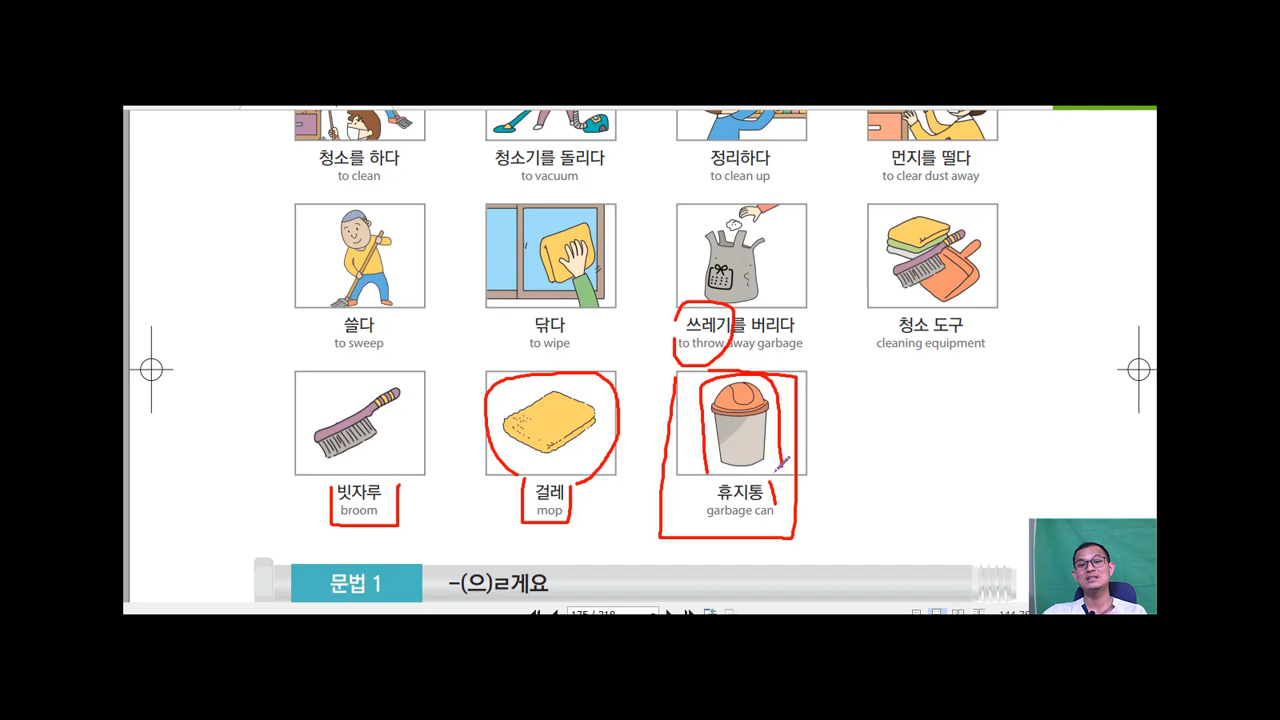 청소를 하다 청소기를 돌리다 정리하다 먼지를 떨다
to clean to vacuum to clean up to clear dust away
쓸다 닦다 쓰레기를 버리다 청소 도구
to sweep to wipe to throw away garbage cleaning equipment
빗자루 걸레 휴지통
broom mop garbage can
문법 1 -(으)ㄹ게요
175 / 318